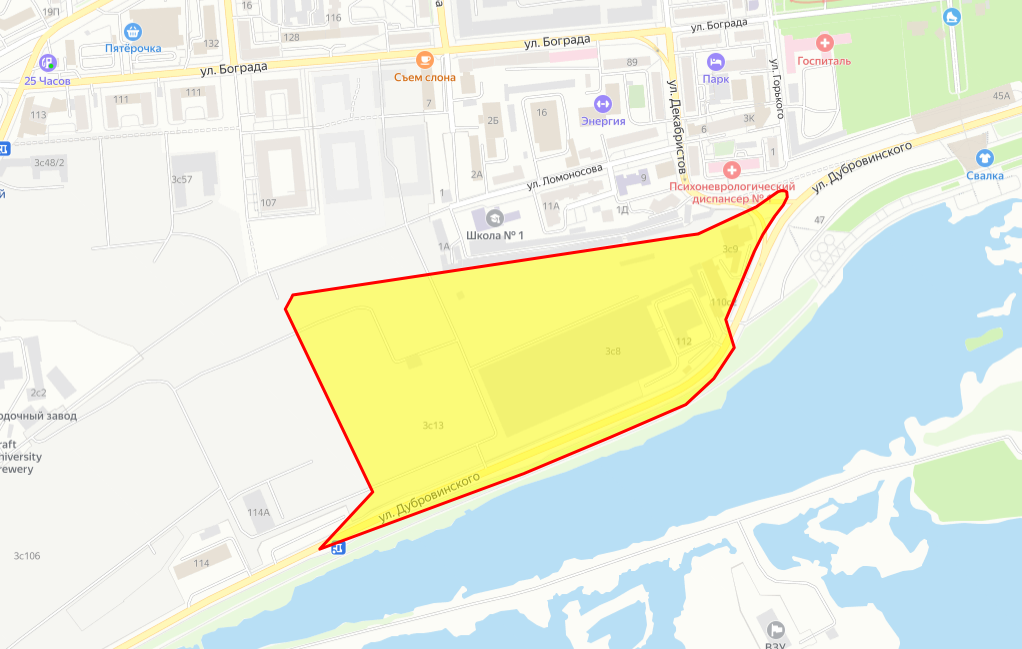 19П
116
Пятёрочка
132
128
ул. Бограда
ул. Бограда
ул. Бограда
Госпиталь
25 Часов
Съем слона
89
Парк
ул. Горького
ул. Декабристов
45А
111
111
113
7
2Б
16
Энергия
6
3К
1
3с48/2
3с57
107
2А
1
ул. Ломоносова
9
Психоневрологический
диспансер №
ул. Дубровинского
Свалка
11А
1Д
Школа № 1
1А
47
3с9
110с
112
3с8
3с13
2с2
одочный завод
raft
niversity
rewery
ул. Дубровинского
114А
3с106
114
ВЗУ